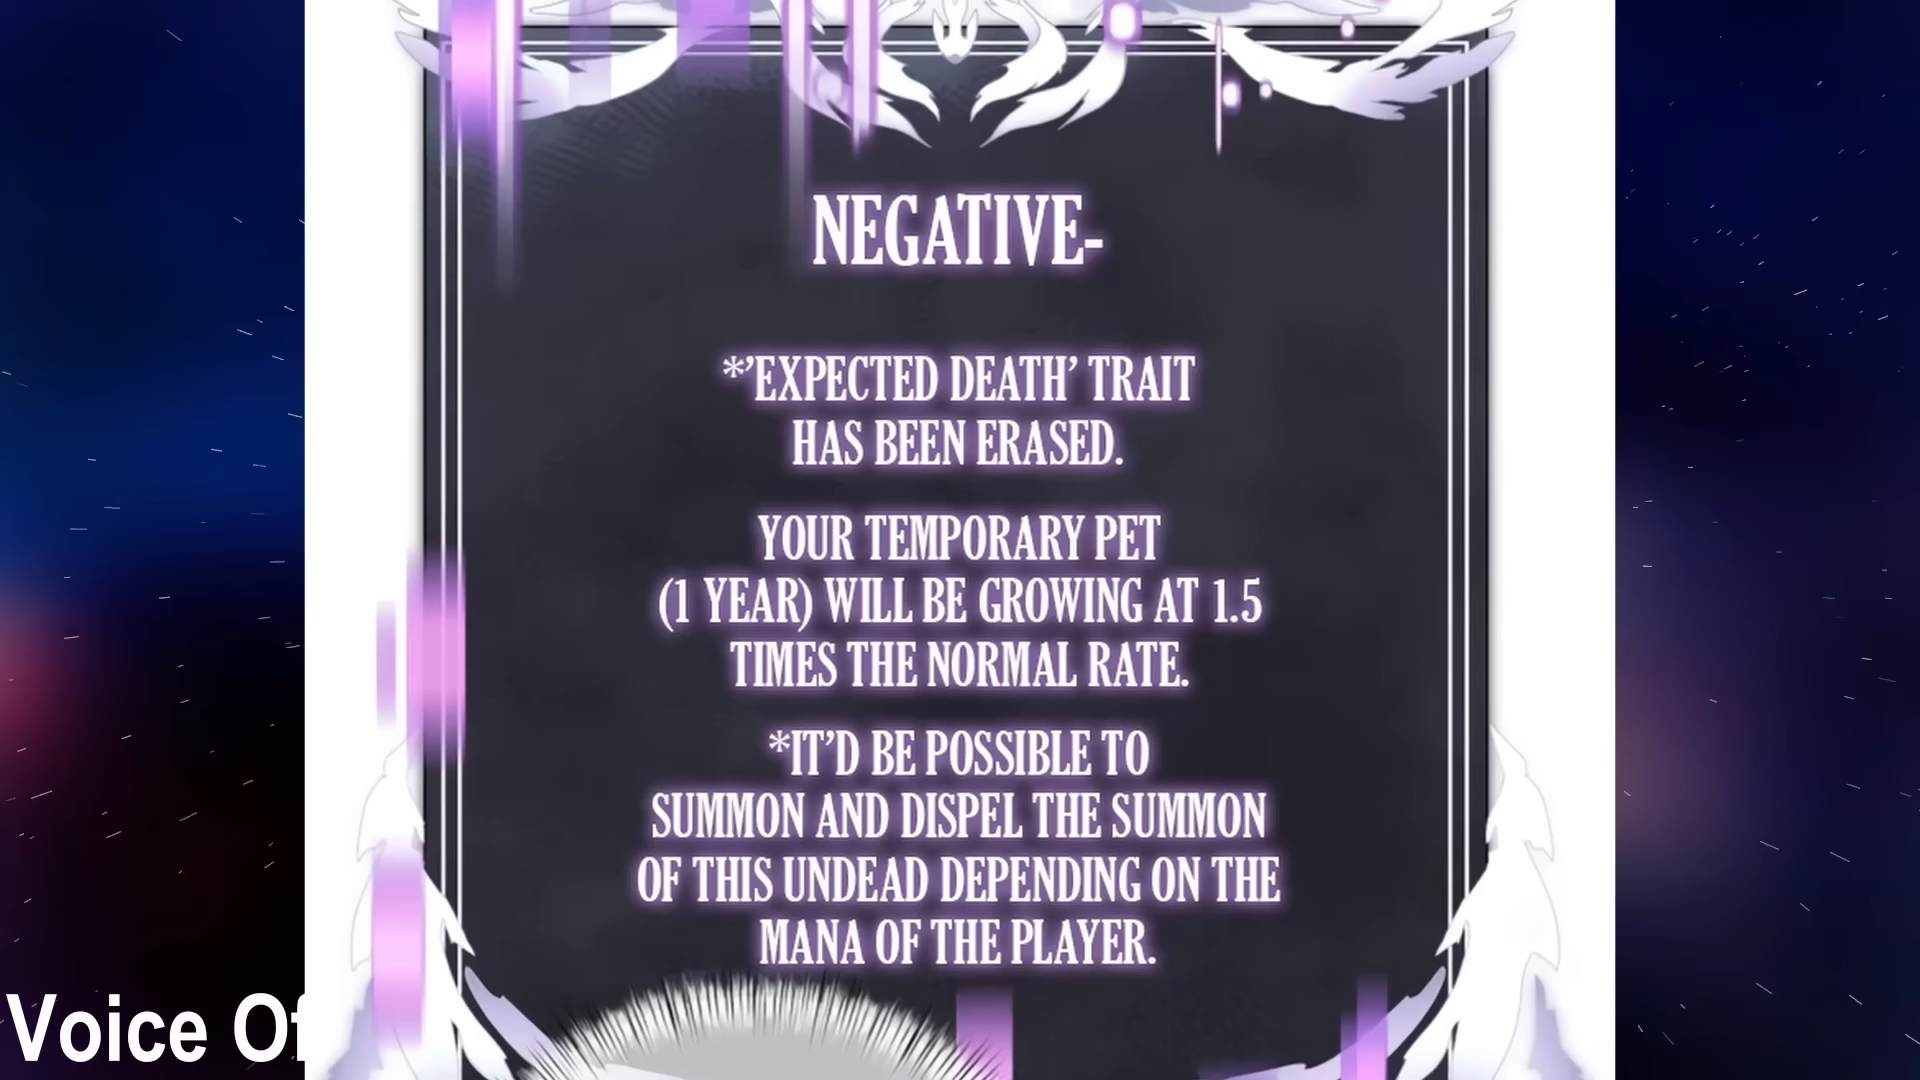 NEGATIVE-
*’EXPECTED DEATH’ TRAIT
HAS BEEN ERASED.
YOUR TEMPORARY PET
(1 YEAR) WILL BE GROWING AT 1.5
TIMES THE NORMAL RATE.
*IT’D BE POSSIBLE TO
SUMMON AND DISPEL THE SUMMON
OF THIS UNDEAD DEPENDING ON THE
MANA OF THE PLAYER.
Voice Of